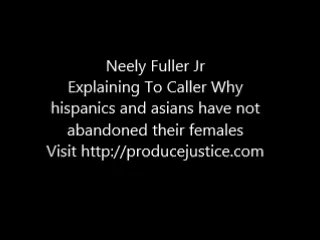 Neely Fuller Jr
Explaining To Caller Why
hispanics and asians have not
abandoned their females
Visit http://producejustice.com